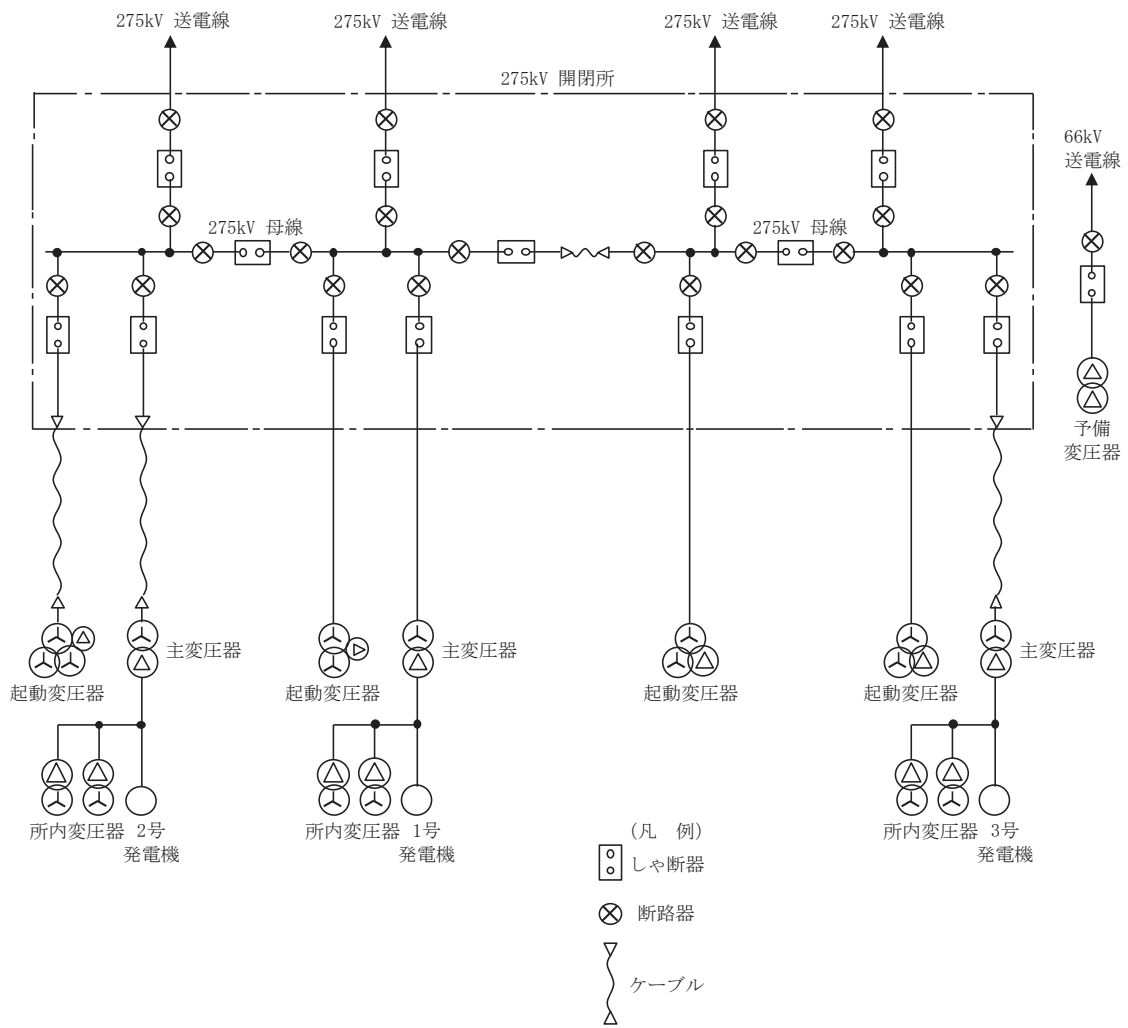 275kV 送電線
275kV 送電線
275kV 送電線
275kV 送電線
275kV 開閉所
66kV
送電線
275kV 母線
275kV 母線
予備
変圧器
主変圧器
主変圧器
主変圧器
起動変圧器
起動変圧器
起動変圧器
起動変圧器
所内変圧器 2号
発電機
所内変圧器 1号
発電機
所内変圧器 3号
発電機
(凡 例)
しゃ断器
断路器
ケーブル